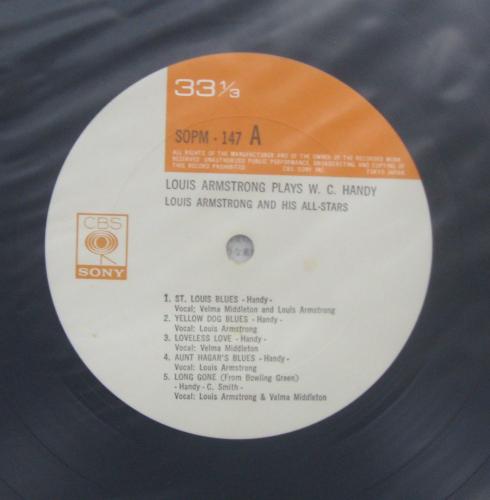 33⅓
SOPM - 147 A
ALL RIGHTS OF THE MANUFACTURER AND OF THE OWNER OF THE RECORDED WORK
RESERVED. UNAUTHORIZED PUBLIC PERFORMANCE, BROADCASTING AND COPYING OF
THIS RECORD PROHIBITED
CBS SONY INC.
TOKYO JAPAN
LOUIS ARMSTRONG PLAYS W. C. HANDY
LOUIS ARMSTRONG AND HIS ALL-STARS
CBS
SONY
1. ST. LOUIS BLUES - Handy -
Vocal: Velma Middleton and Louis Armstrong
2. YELLOW DOG BLUES - Handy -
Vocal: Louis Armstrong
3. LOVELESS LOVE - Handy -
Vocal: Velma Middleton
4. AUNT HAGAR'S BLUES - Handy -
Vocal: Louis Armstrong
5. LONG GONE (From Bowling Green)
- Handy - C. Smith -
Vocal: Louis Armstrong & Velma Middleton